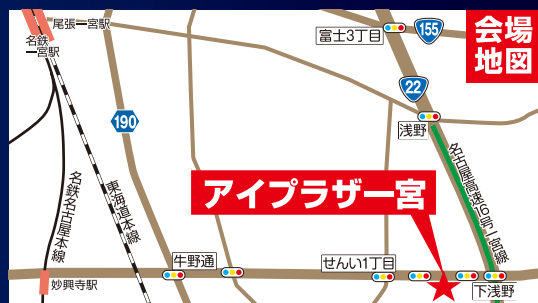 尾張一宮駅
名鉄
一宮駅
富士3丁目
155
会場
地図
22
190
浅野
名古屋高速16号一宮線
アイプラザ一宮
東海道本線
名鉄名古屋本線
牛野通
せんい1丁目
妙興寺駅
下浅野